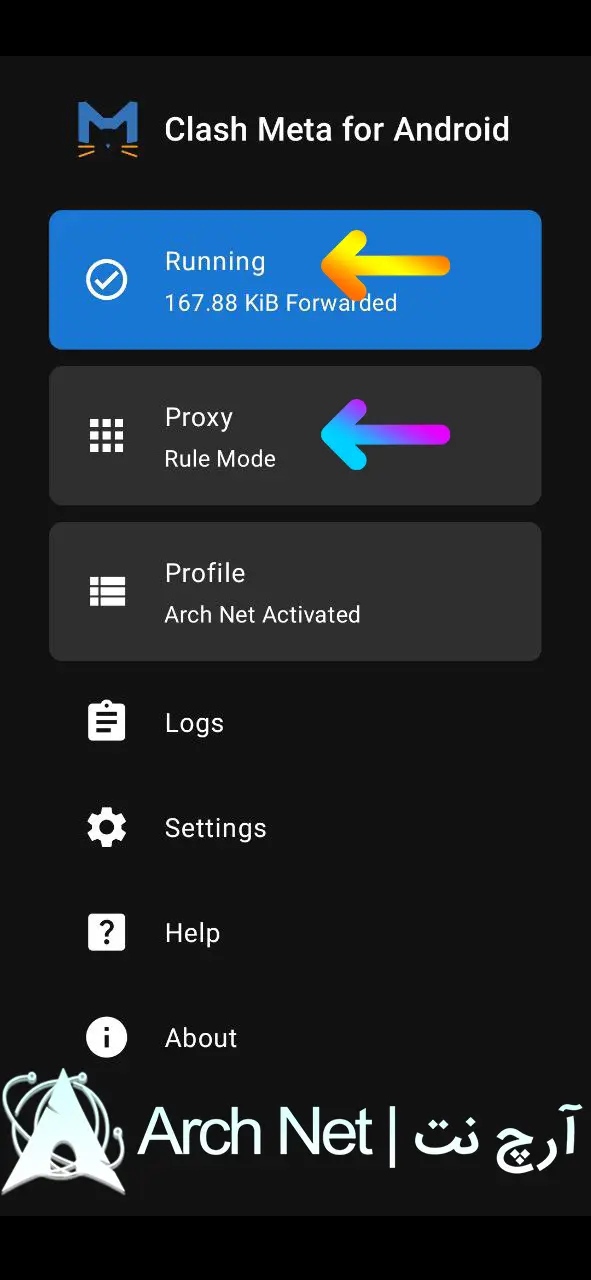 Clash Meta for Android
Running
167.88 KiB Forwarded
Proxy
Rule Mode
Profile
Arch Net Activated
Logs
Settings
Help
About
Arch Net | آرچ نت